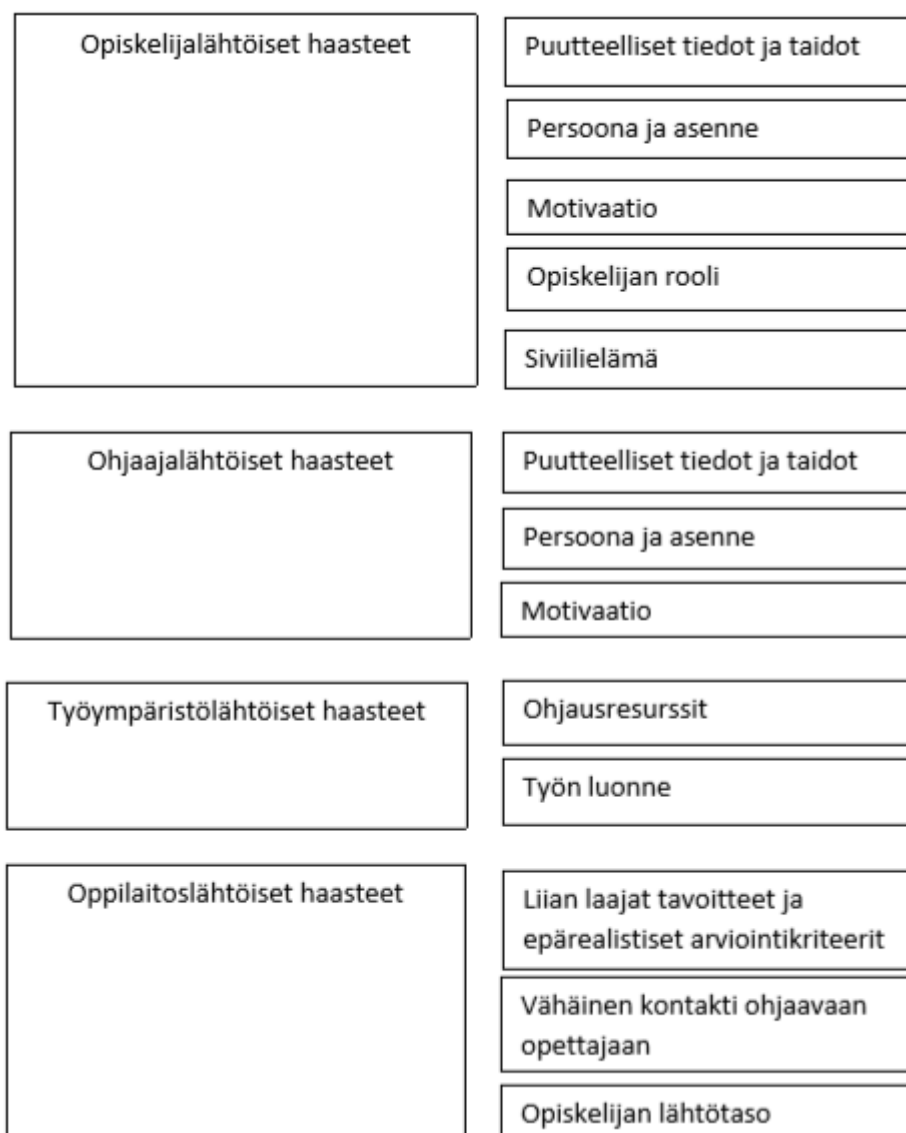 Opiskelijalähtöiset haasteet
Puutteelliset tiedot ja taidot
Persoona ja asenne
Motivaatio
Opiskelijan rooli
Siviilielämä
Ohjaajalähtöiset haasteet
Puutteelliset tiedot ja taidot
Persoona ja asenne
Motivaatio
Työympäristölähtöiset haasteet
Ohjausresurssit
Työn luonne
Oppilaitoslähtöiset haasteet
Liian laajat tavoitteet ja
epärealistiset arviointikriteerit
Vähäinen kontakti ohjaavaan
opettajaan
Opiskelijan lähtötaso